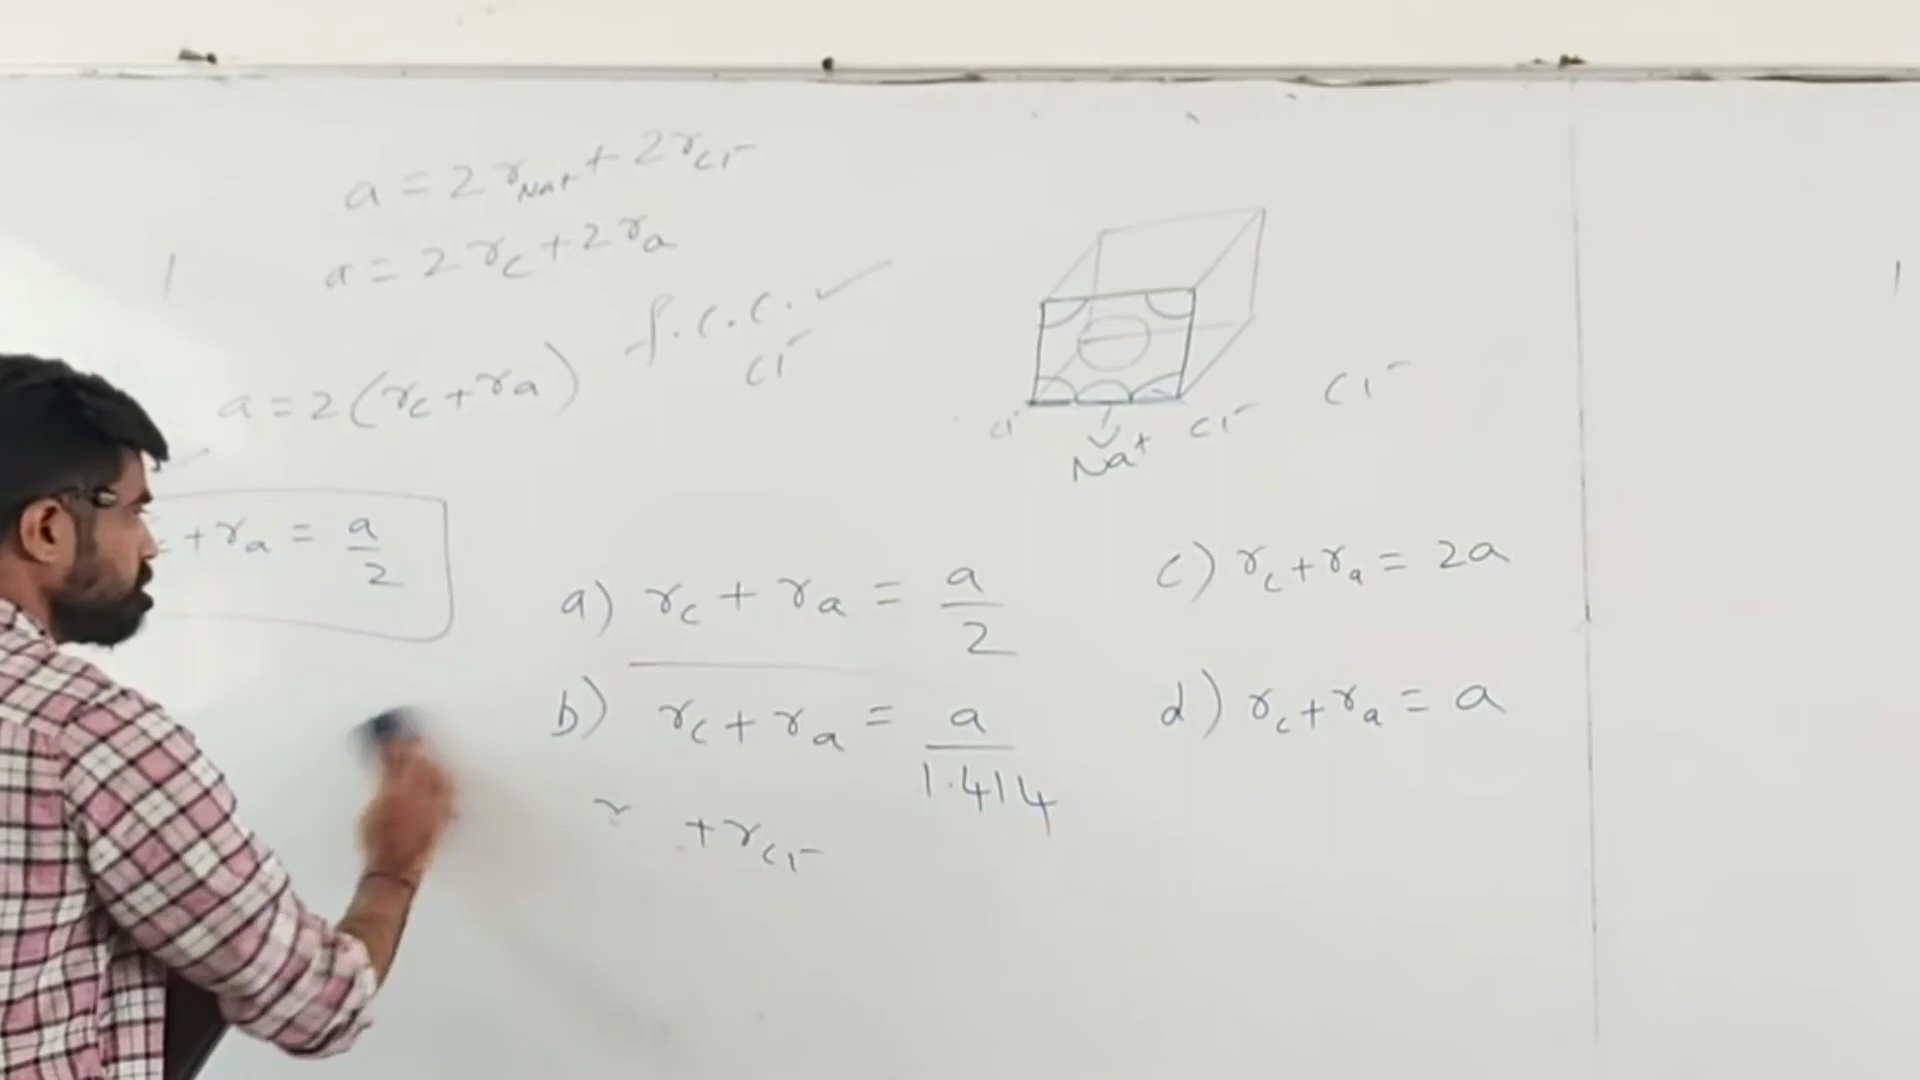 a = 2 r_Na+ + 2 r_Cl-
a = 2 r_c + 2 r_a
f.c.c. ✓
Cl-
a = 2 (r_c + r_a)
+ r_a = a/2
Cl- Na+ Cl- Cl-
a) r_c + r_a = a/2
b) r_c + r_a = a/1.414
r + r_Cl-
c) r_c + r_a = 2a
d) r_c + r_a = a